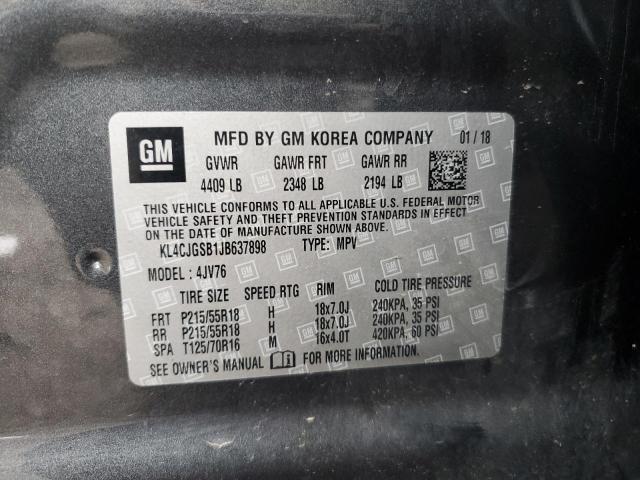 GM MFD BY GM KOREA COMPANY 01 / 18
GVWR GAWR FRT GAWR RR
4409 LB 2348 LB 2194 LB
THIS VEHICLE CONFORMS TO ALL APPLICABLE U.S. FEDERAL MOTOR
VEHICLE SAFETY AND THEFT PREVENTION STANDARDS IN EFFECT
ON THE DATE OF MANUFACTURE SHOWN ABOVE.
KL4CJGSB1JB637898 TYPE: MPV
MODEL : 4JV76
TIRE SIZE SPEED RTG RIM COLD TIRE PRESSURE
FRT P215/55R18 H 18x7.0J 240KPA, 35 PSI
RR P215/55R18 H 18x7.0J 240KPA, 35 PSI
SPA T125/70R16 M 16x4.0T 420KPA, 60 PSI
SEE OWNER'S MANUAL FOR MORE INFORMATION.